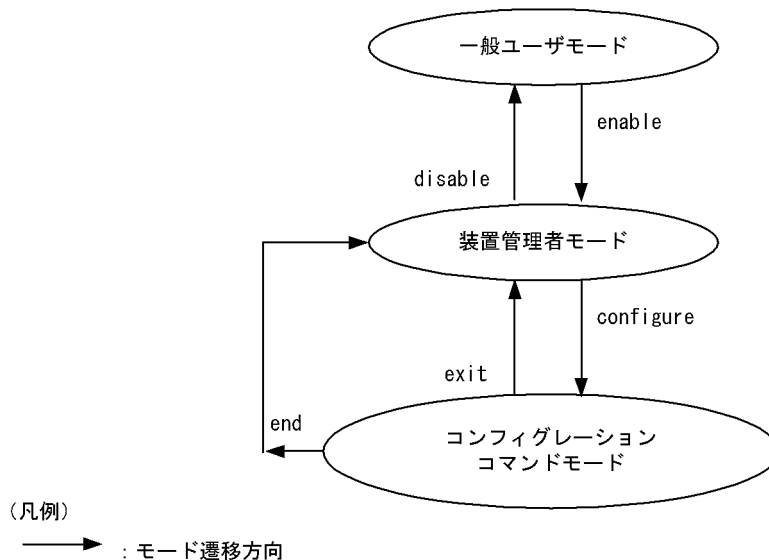 一般ユーザモード
enable
disable
装置管理者モード
configure
exit
end
コンフィグレーション
コマンドモード
(凡例)
：モード遷移方向